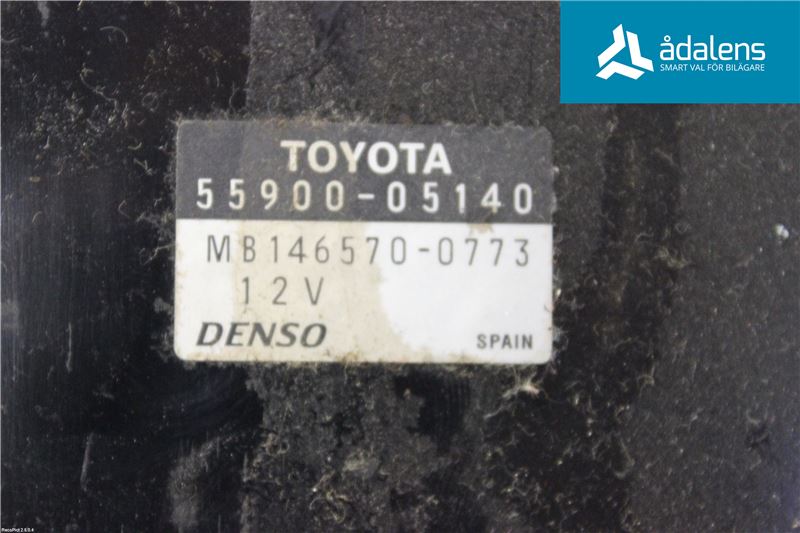 ådalens
SMART VAL FÖR BILÄGARE
TOYOTA
55900-05140
MB146570-0773
12V
DENSO
SPAIN